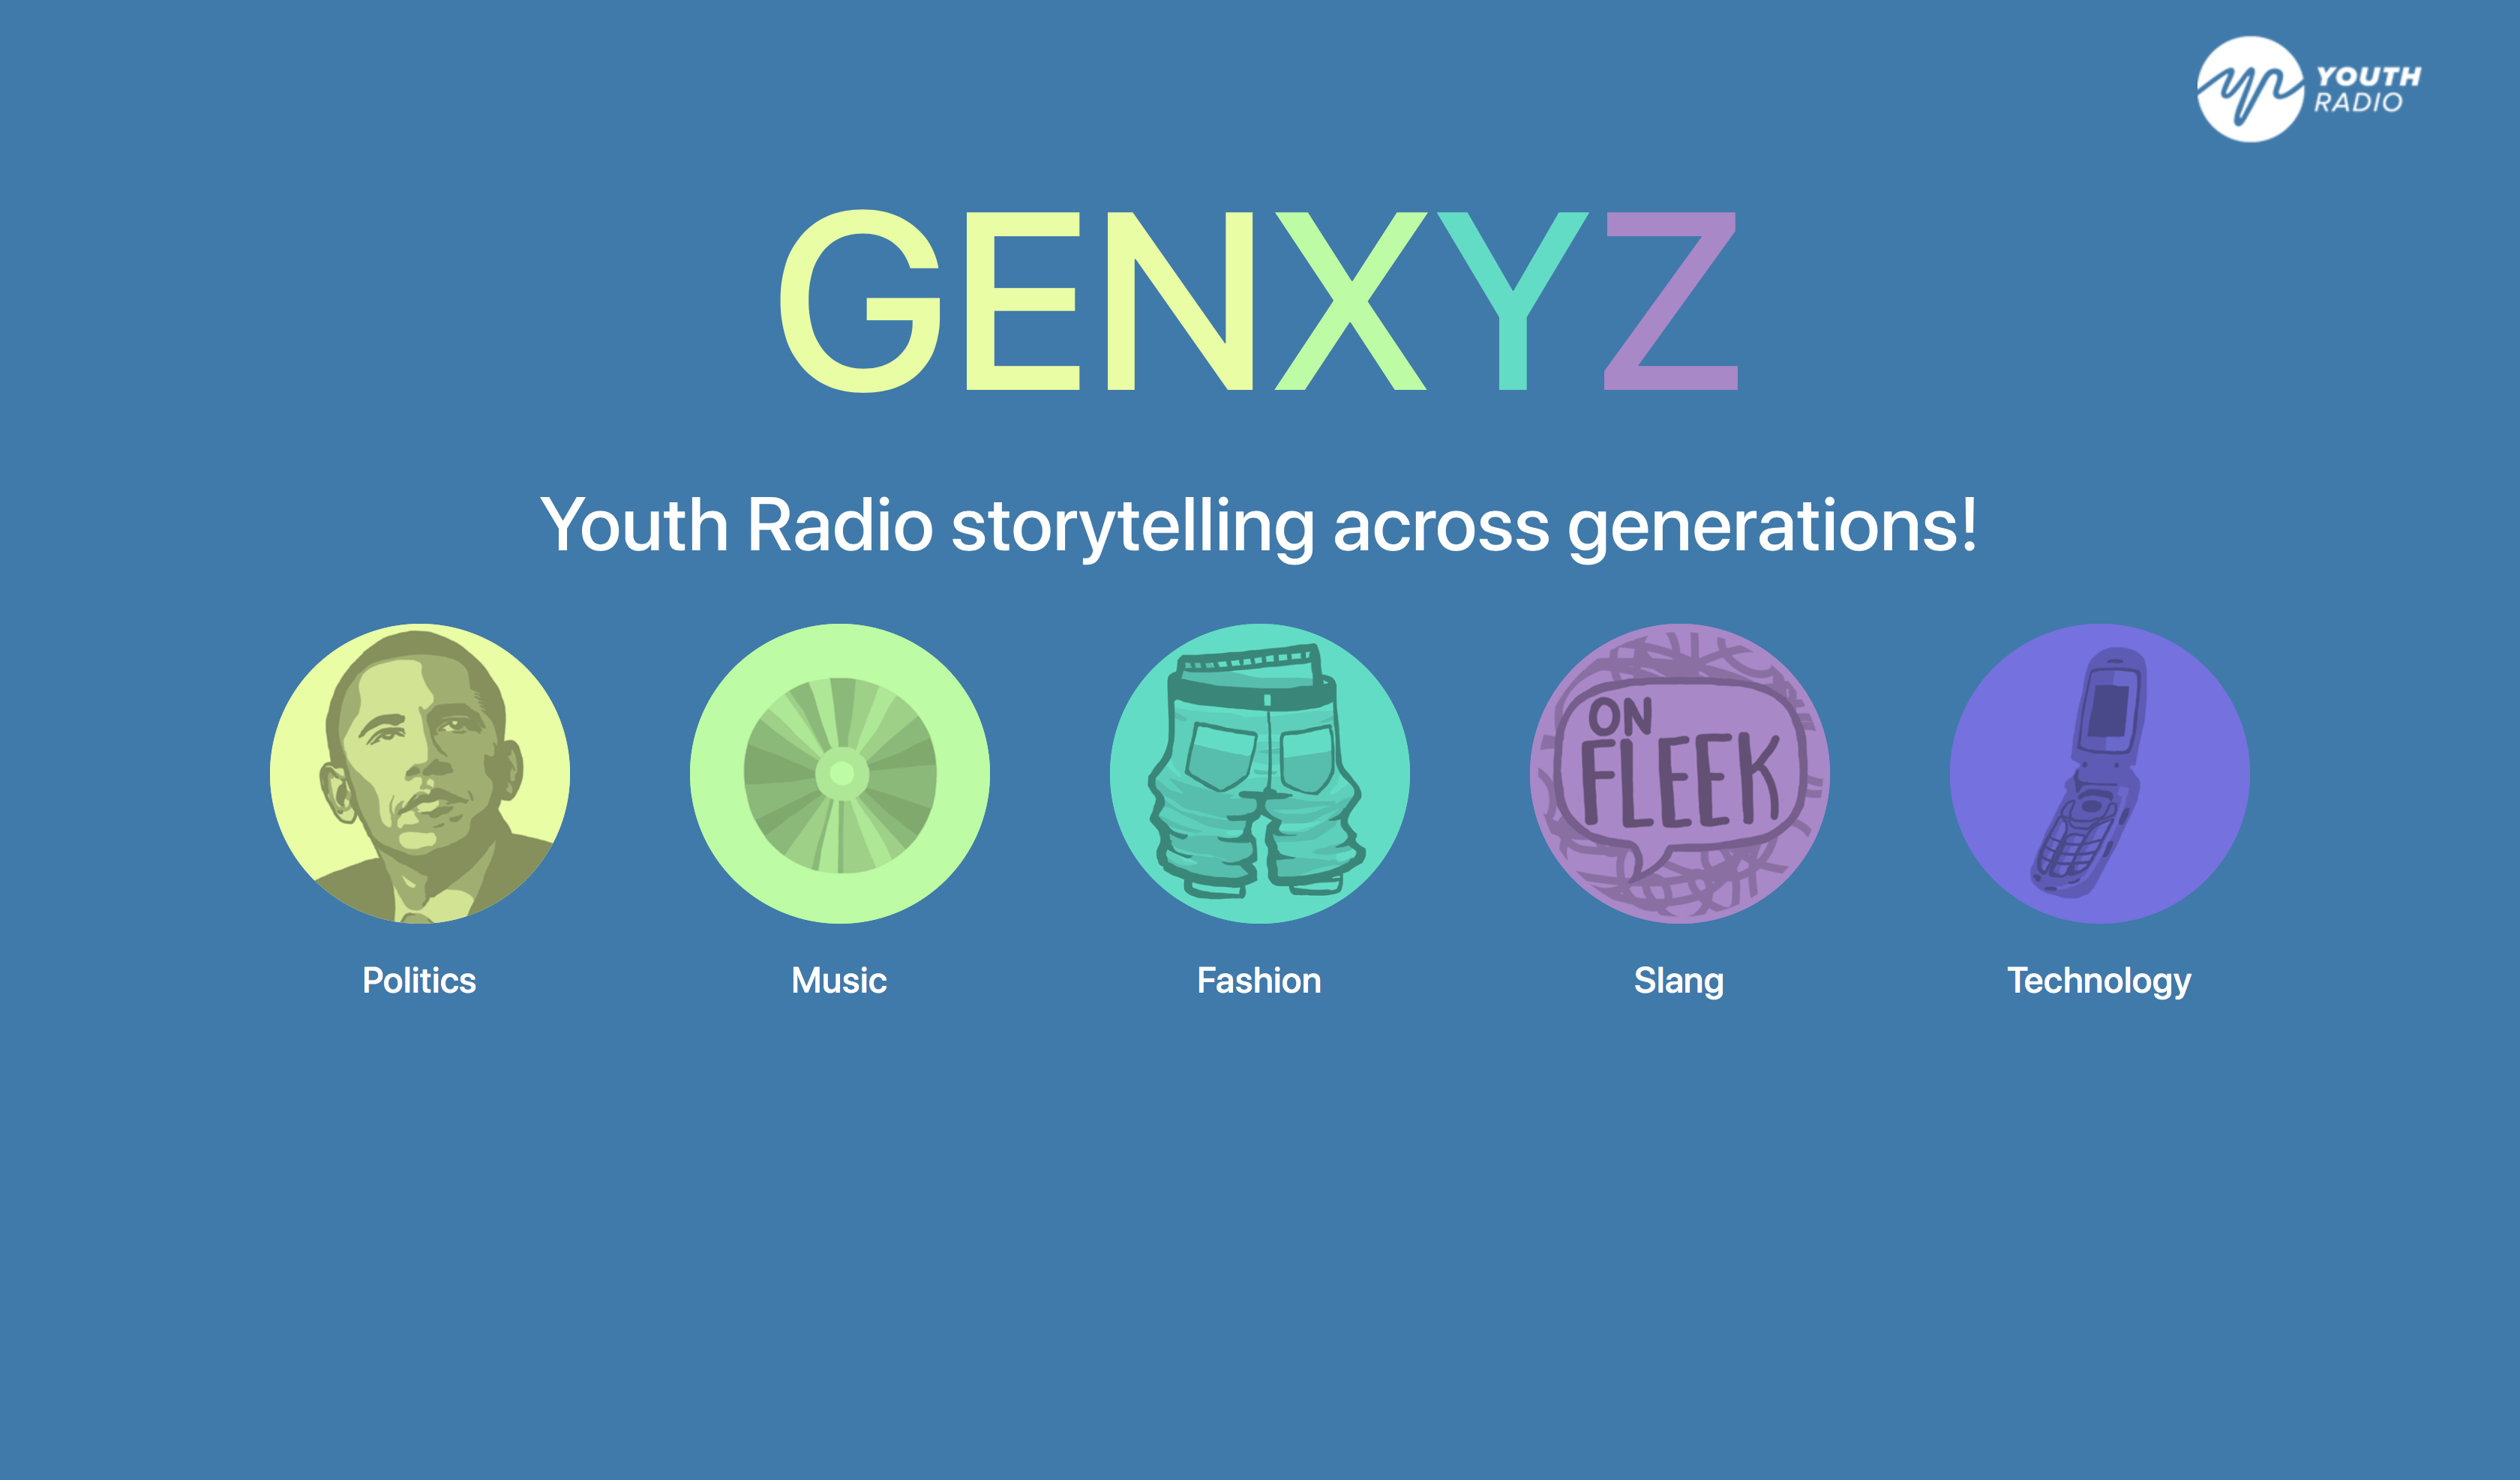 YOUTH
RADIO
GENXYZ
Youth Radio storytelling across generations!
ON
FLEEK
Politics
Music
Fashion
Slang
Technology